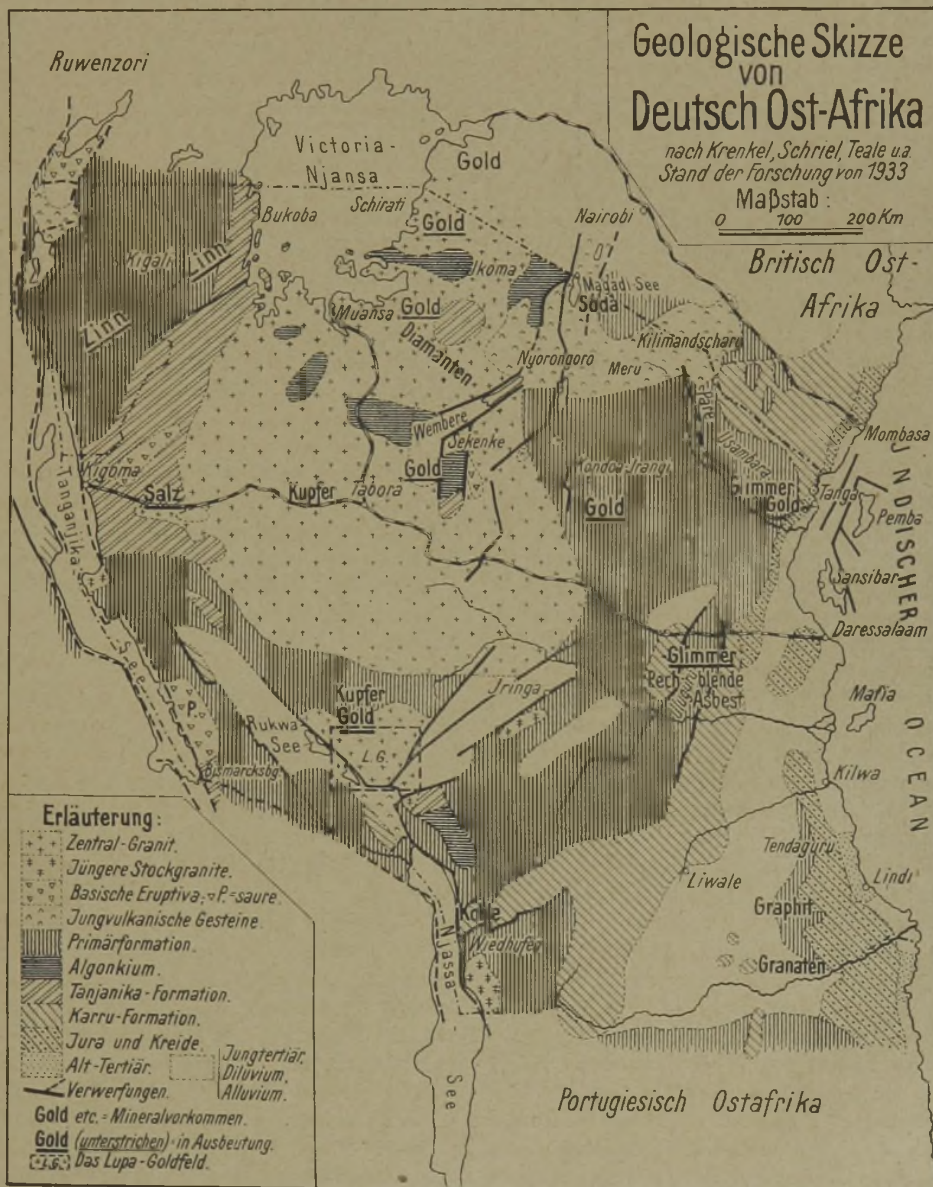 Geologische Skizze
von
Deutsch Ost-Afrika
nach Krenkel, Schriel, Teale u.a.
Stand der Forschung von 1933
Maßstab:
0 100 200 Km
Ruwenzori
Victoria-
Njansa
Gold
Bukoba
Schirati
Gold
Nairobi
Britisch Ost-
Afrika
Kigali
Zinn
Zinn
Ikoma
Magadi-See
Soda
Muansa
Gold
Diamanten
Kilimandscharo
Nyorongoro
Meru
Pare
Wembere
Usambara
Mombasa
Sekenke
Kigoma
Gold
Kondoa-Jrangi
Glimmer
Gold
Tanga
Salz
Kupfer
Tabora
Gold
Pemba
Tanganjika-
See
Sansibar
JNDISCHER
OCEAN
Daressalaam
Glimmer
Pechblende
Asbest
Jringa
Kupfer
Gold
P.
Rukwa
See
L.G.
Mafia
Bismarcksbg.
Kilwa
Tendaguru
Liwale
Lindi
Kohle
Graphit
Wiedhafen
Granaten
Njassa
See
Portugiesisch Ostafrika
Erläuterung:
Zentral-Granit.
Jüngere Stockgranite.
Basische Eruptiva; P.=saure.
Jungvulkanische Gesteine.
Primärformation.
Algonkium.
Tanjanika-Formation.
Karru-Formation.
Jura und Kreide.
Alt-Tertiär.
Jungtertiär.
Diluvium.
Alluvium.
Verwerfungen.
Gold etc.=Mineralvorkommen.
Gold (unterstrichen)=in Ausbeutung.
L.G. Das Lupa-Goldfeld.